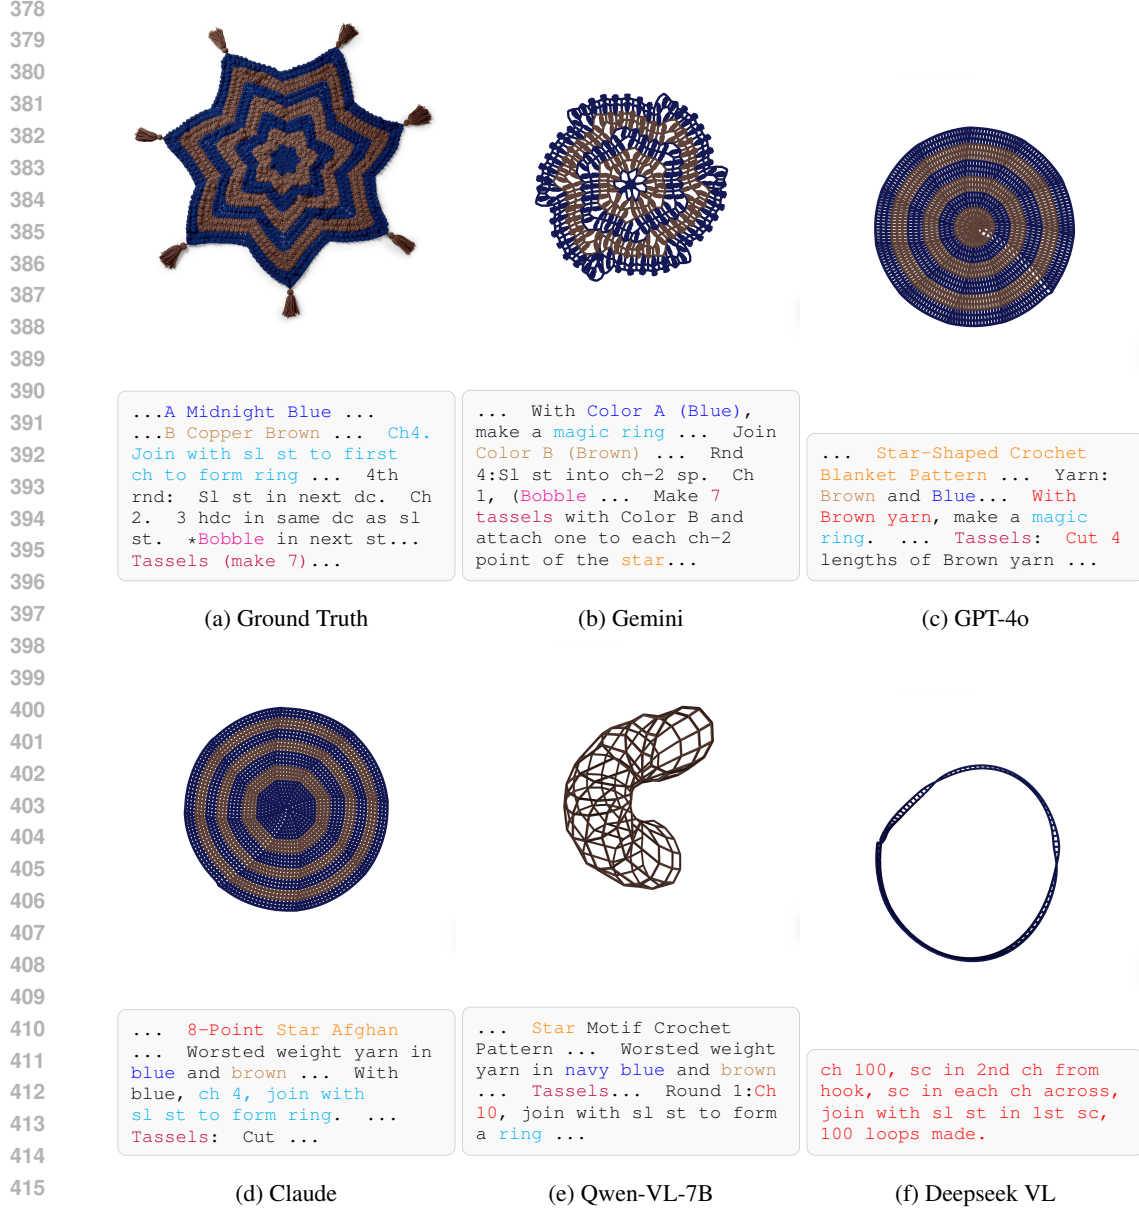 378
379
380
381
382
383
384
385
386
387
388
389
390
391
392
393
394
395
396
397
398
399
400
401
402
403
404
405
406
407
408
409
410
411
412
413
414
415
...A Midnight Blue ...
...B Copper Brown ... Ch4.
Join with sl st to first
ch to form ring ... 4th
rnd: Sl st in next dc. Ch
2. 3 hdc in same dc as sl
st. *Bobble in next st...
Tassels (make 7)...
(a) Ground Truth
... With Color A (Blue),
make a magic ring ... Join
Color B (Brown) ... Rnd
4:Sl st into ch-2 sp. Ch
1, (Bobble ... Make 7
tassels with Color B and
attach one to each ch-2
point of the star...
(b) Gemini
... Star-Shaped Crochet
Blanket Pattern ... Yarn:
Brown and Blue... With
Brown yarn, make a magic
ring. ... Tassels: Cut 4
lengths of Brown yarn ...
(c) GPT-4o
... 8-Point Star Afghan
... Worsted weight yarn in
blue and brown ... With
blue, ch 4, join with
sl st to form ring. ...
Tassels: Cut ...
(d) Claude
... Star Motif Crochet
Pattern ... Worsted weight
yarn in navy blue and brown
... Tassels... Round 1:Ch
10, join with sl st to form
a ring ...
(e) Qwen-VL-7B
ch 100, sc in 2nd ch from
hook, sc in each ch across,
join with sl st in 1st sc,
100 loops made.
(f) Deepseek VL